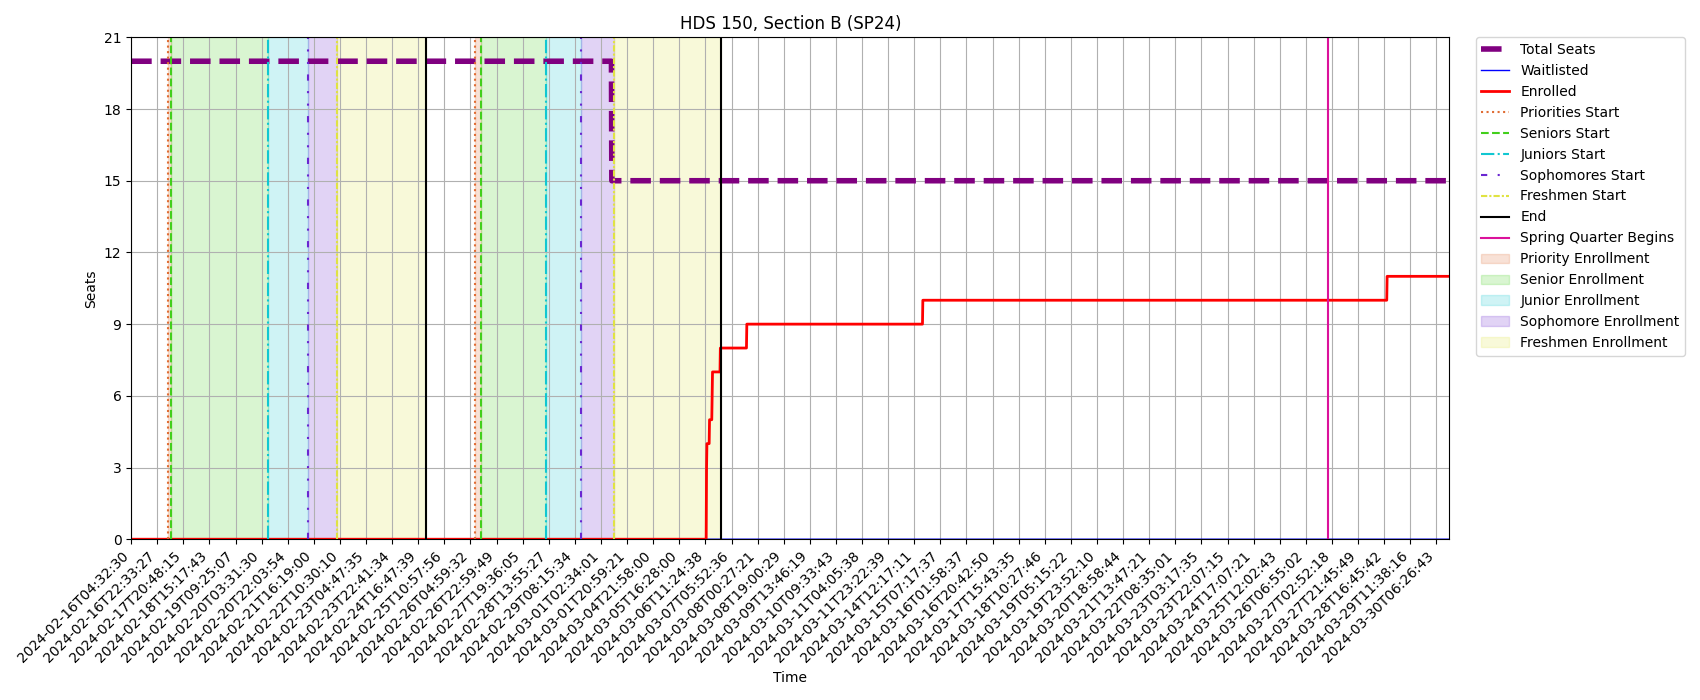 HDS 150, Section B (SP24)
21
18
15
12
9
6
3
0
Seats
2024-02-16T04:32:30
2024-02-16T22:33:27
2024-02-17T20:48:15
2024-02-18T15:17:43
2024-02-19T09:25:07
2024-02-20T03:31:30
2024-02-20T22:03:54
2024-02-21T16:19:00
2024-02-22T10:30:10
2024-02-23T04:47:35
2024-02-23T22:41:34
2024-02-24T16:47:39
2024-02-25T10:57:56
2024-02-26T04:59:32
2024-02-26T22:59:49
2024-02-27T19:36:05
2024-02-28T13:55:27
2024-02-29T08:15:34
2024-03-01T02:34:01
2024-03-01T20:59:21
2024-03-04T21:58:00
2024-03-05T16:28:00
2024-03-06T11:24:38
2024-03-07T05:52:36
2024-03-08T00:27:21
2024-03-08T19:00:29
2024-03-09T13:46:19
2024-03-10T09:33:43
2024-03-11T04:05:38
2024-03-11T23:22:39
2024-03-14T12:17:11
2024-03-15T07:17:37
2024-03-16T01:58:37
2024-03-16T20:42:50
2024-03-17T15:43:35
2024-03-18T10:27:46
2024-03-19T05:15:22
2024-03-19T23:52:10
2024-03-20T18:58:44
2024-03-21T13:47:21
2024-03-22T08:35:01
2024-03-23T03:17:35
2024-03-23T22:07:15
2024-03-24T17:07:21
2024-03-25T12:02:43
2024-03-26T06:55:02
2024-03-27T02:52:18
2024-03-27T21:45:49
2024-03-28T16:45:42
2024-03-29T11:38:16
2024-03-30T06:26:43
Time
Total Seats
Waitlisted
Enrolled
Priorities Start
Seniors Start
Juniors Start
Sophomores Start
Freshmen Start
End
Spring Quarter Begins
Priority Enrollment
Senior Enrollment
Junior Enrollment
Sophomore Enrollment
Freshmen Enrollment